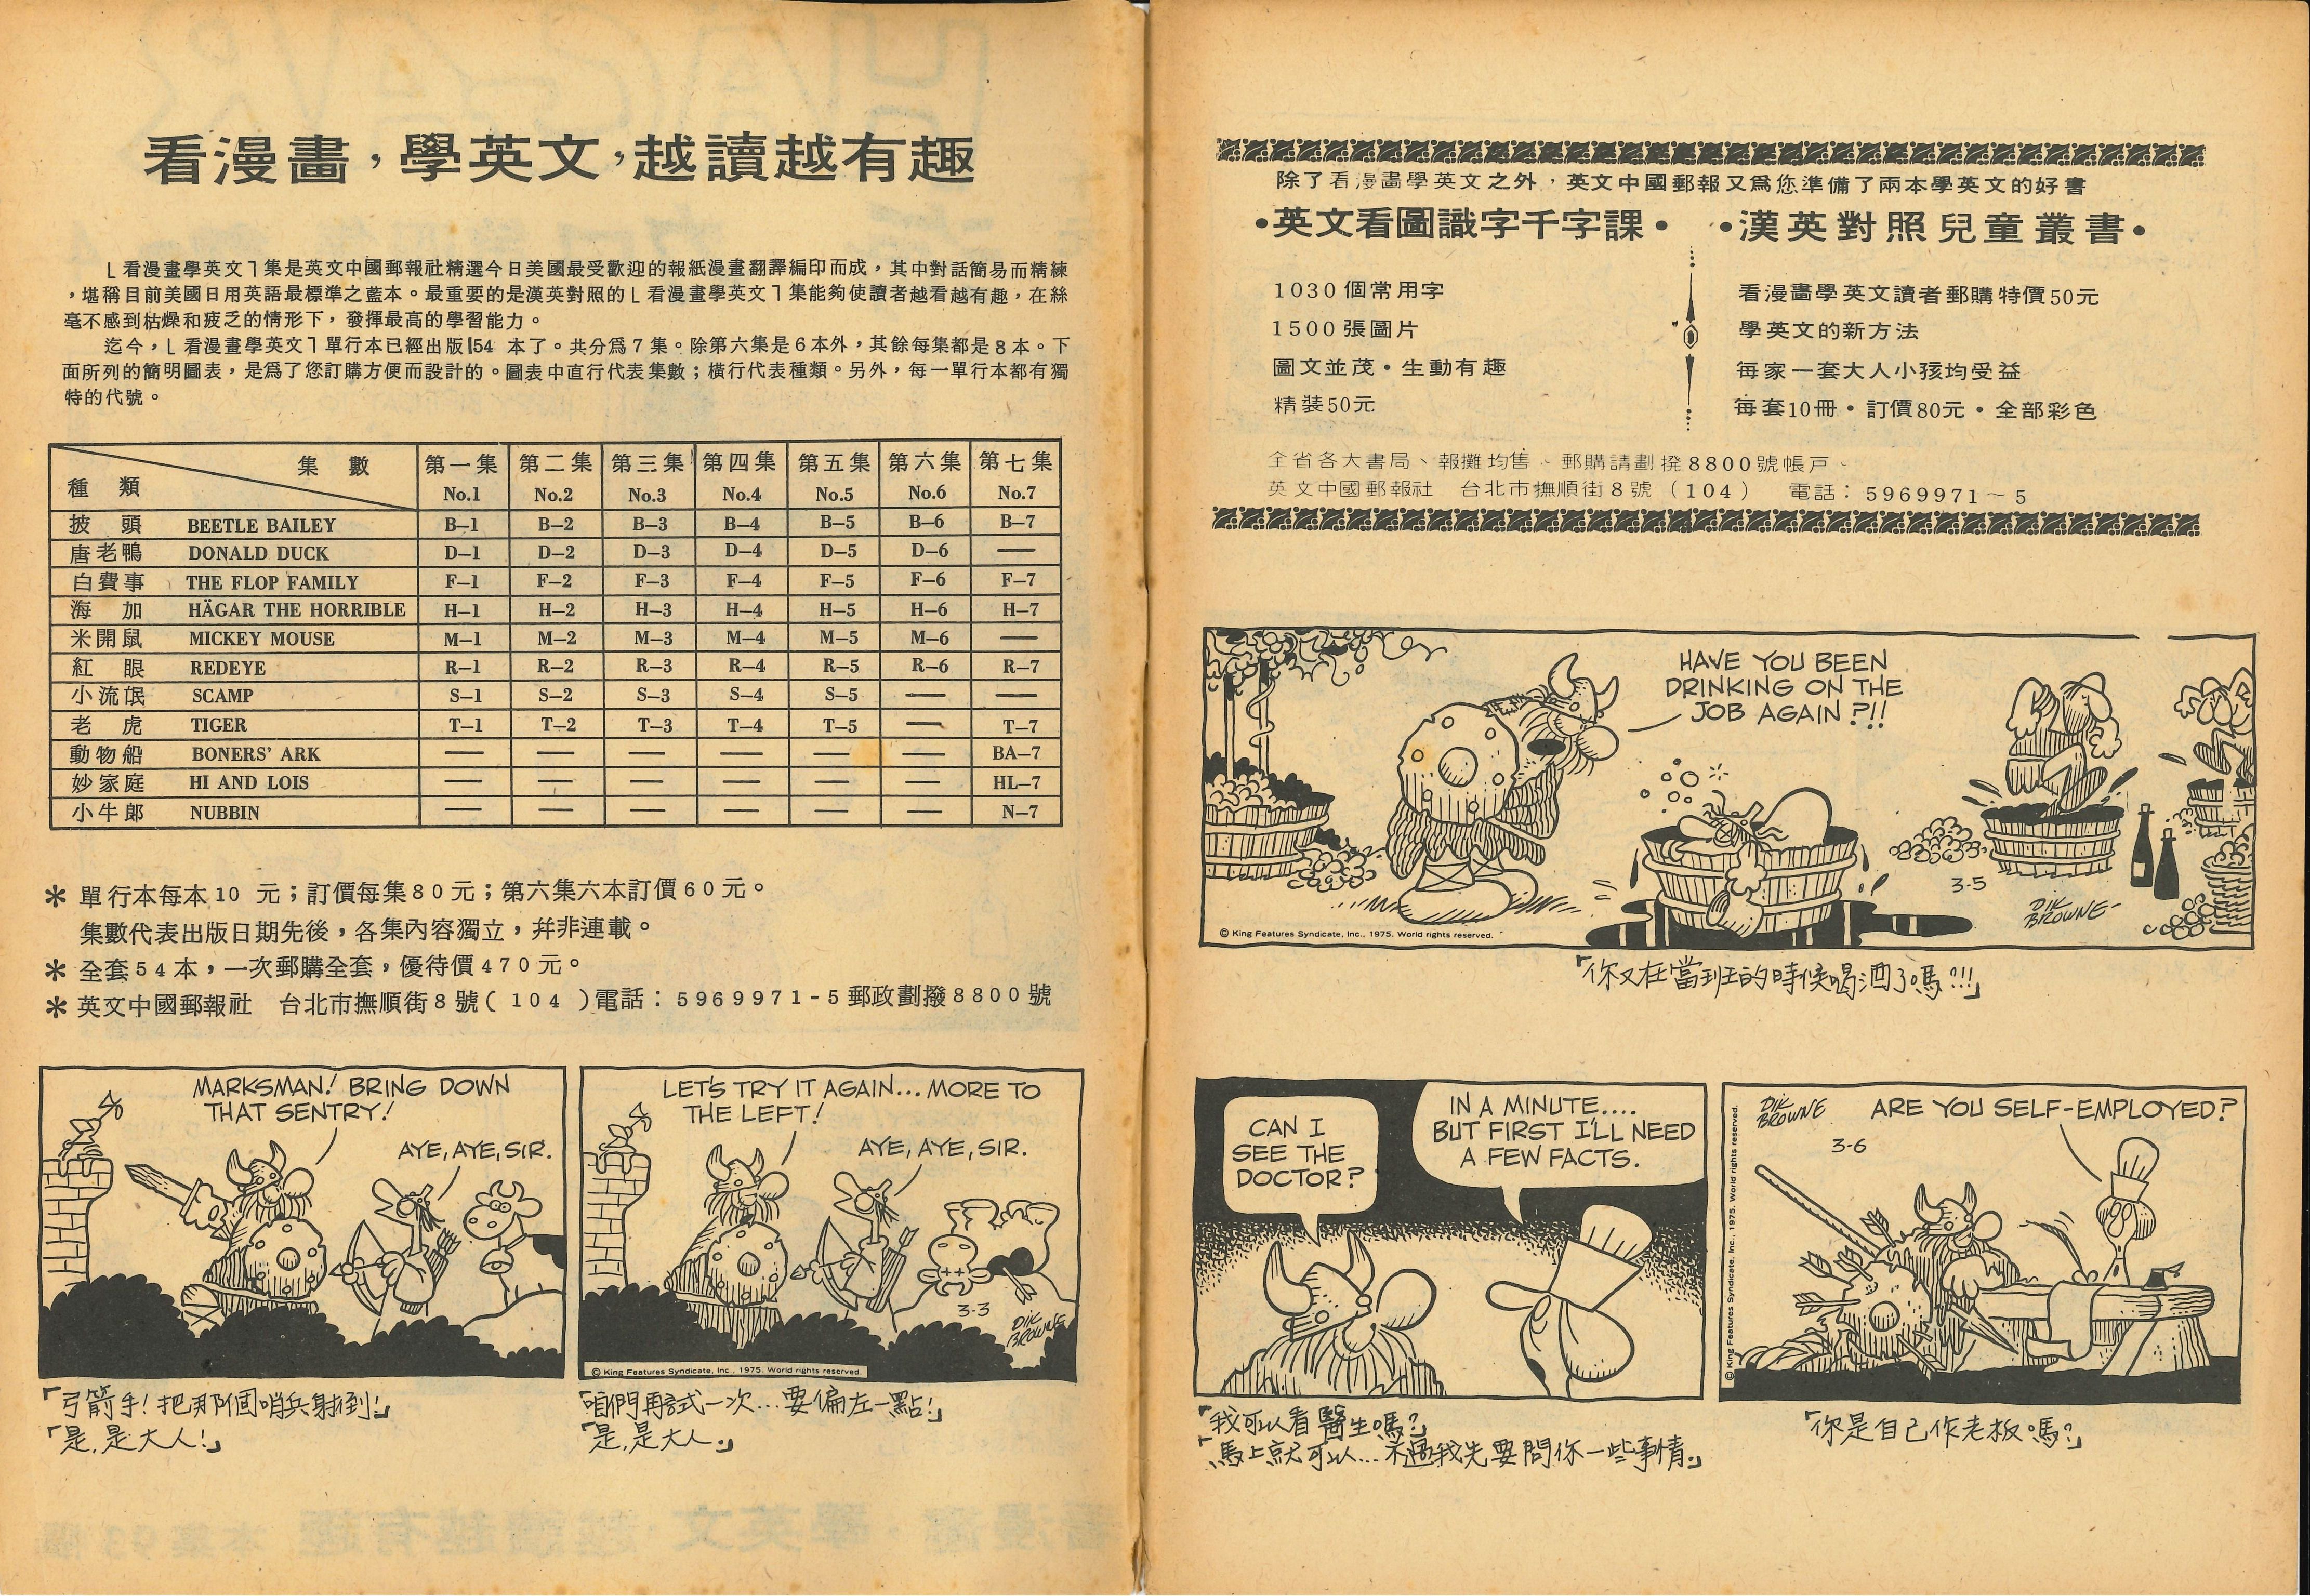 看漫畫，學英文，越讀越有趣
「看漫畫學英文」集是英文中國郵報社精選今日美國最受歡迎的報紙漫畫翻譯編印而成，其中對話簡易而精練
，堪稱目前美國日用英語最標準之藍本。最重要的是漢英對照的「看漫畫學英文」集能夠使讀者越看越有趣，在絲
毫不感到枯燥和疲乏的情形下，發揮最高的學習能力。
迄今，「看漫畫學英文」單行本已經出版54 本了。共分爲7集。除第六集是6本外，其餘每集都是8本。下
面所列的簡明圖表，是爲了您訂購方便而設計的。圖表中直行代表集數；橫行代表種類。另外，每一單行本都有獨
特的代號。
集 數 第一集 第二集 第三集 第四集 第五集 第六集 第七集
種 類 No.1 No.2 No.3 No.4 No.5 No.6 No.7
披 頭 BEETLE BAILEY B–1 B–2 B–3 B–4 B–5 B–6 B–7
唐老鴨 DONALD DUCK D–1 D–2 D–3 D–4 D–5 D–6 —
白費事 THE FLOP FAMILY F–1 F–2 F–3 F–4 F–5 F–6 F–7
海 加 HÄGAR THE HORRIBLE H–1 H–2 H–3 H–4 H–5 H–6 H–7
米開鼠 MICKEY MOUSE M–1 M–2 M–3 M–4 M–5 M–6 —
紅 眼 REDEYE R–1 R–2 R–3 R–4 R–5 R–6 R–7
小流氓 SCAMP S–1 S–2 S–3 S–4 S–5 — —
老 虎 TIGER T–1 T–2 T–3 T–4 T–5 — T–7
動物船 BONERS' ARK — — — — — — BA–7
妙家庭 HI AND LOIS — — — — — — HL–7
小牛郎 NUBBIN — — — — — — N–7
＊ 單行本每本10 元；訂價每集80元；第六集六本訂價60元。
集數代表出版日期先後，各集內容獨立，幷非連載。
＊ 全套54本，一次郵購全套，優待價470元。
＊ 英文中國郵報社 台北市撫順街8號( 104 )電話：5969971-5郵政劃撥8800號
MARKSMAN! BRING DOWN
THAT SENTRY!
AYE, AYE, SIR.
LET'S TRY IT AGAIN... MORE TO
THE LEFT!
AYE, AYE, SIR.
3-3
DIK
BROWNE
© King Features Syndicate, Inc., 1975. World rights reserved.
「弓箭手！把那個哨兵射倒！」
「是，是大人！」
「咱們再試一次…要偏左一點！」
「是，是大人。」
除了看漫畫學英文之外，英文中國郵報又爲您準備了兩本學英文的好書
•英文看圖識字千字課•
1030個常用字
1500張圖片
圖文並茂•生動有趣
精裝50元
•漢英對照兒童叢書•
看漫畫學英文讀者郵購特價50元
學英文的新方法
每家一套大人小孩均受益
每套10冊•訂價80元•全部彩色
全省各大書局、報攤均售、郵購請劃撥8800號帳戶、
英文中國郵報社 台北市撫順街8號（104） 電話：5969971～5
HAVE YOU BEEN
DRINKING ON THE
JOB AGAIN?!!
3-5
DIK
BROWNE-
© King Features Syndicate, Inc., 1975. World rights reserved.
「你又在當班的時候喝酒了嗎?!!!」
CAN I
SEE THE
DOCTOR?
IN A MINUTE....
BUT FIRST I'LL NEED
A FEW FACTS.
DIK
BROWNE
3-6
ARE YOU SELF-EMPLOYED?
© King Features Syndicate, Inc., 1975. World rights reserved.
「我可以看醫生嗎？」
「馬上就可以…不過我先要問你一些事情。」
「你是自己作老板嗎？」